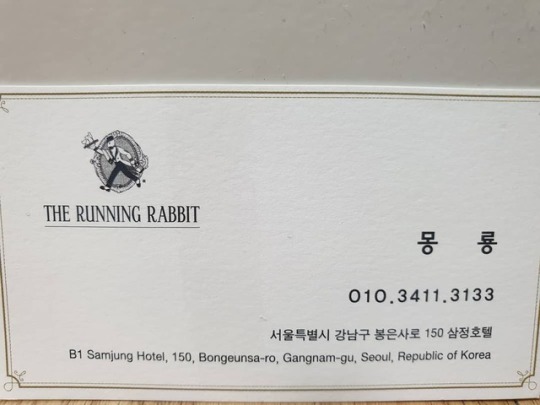 THE RUNNING RABBIT
몽 룡
010.3411.3133
서울특별시 강남구 봉은사로 150 삼정호텔
B1 Samjung Hotel, 150, Bongeunsa-ro, Gangnam-gu, Seoul, Republic of Korea